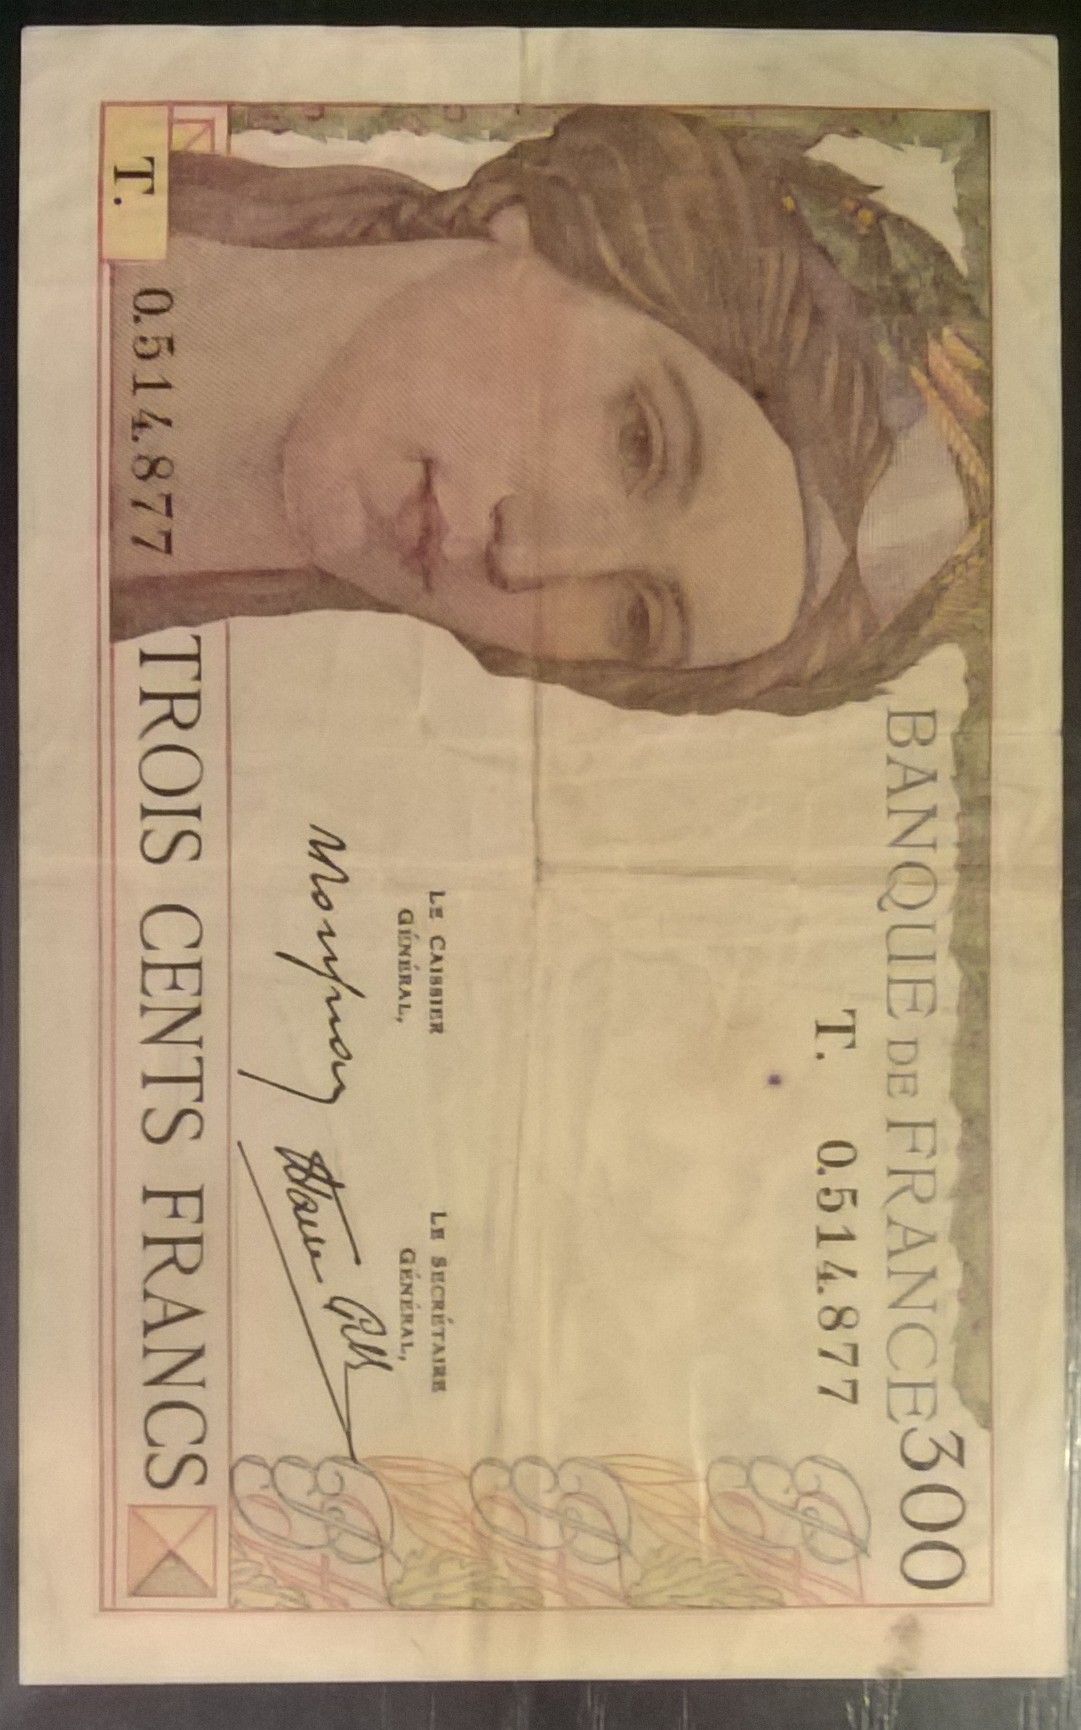 BANQUE DE FRANCE 300
T. 0.514.877
LE CAISSIER
GÉNÉRAL,
LE SECRÉTAIRE
GÉNÉRAL,
T. 0.514.877
TROIS CENTS FRANCS